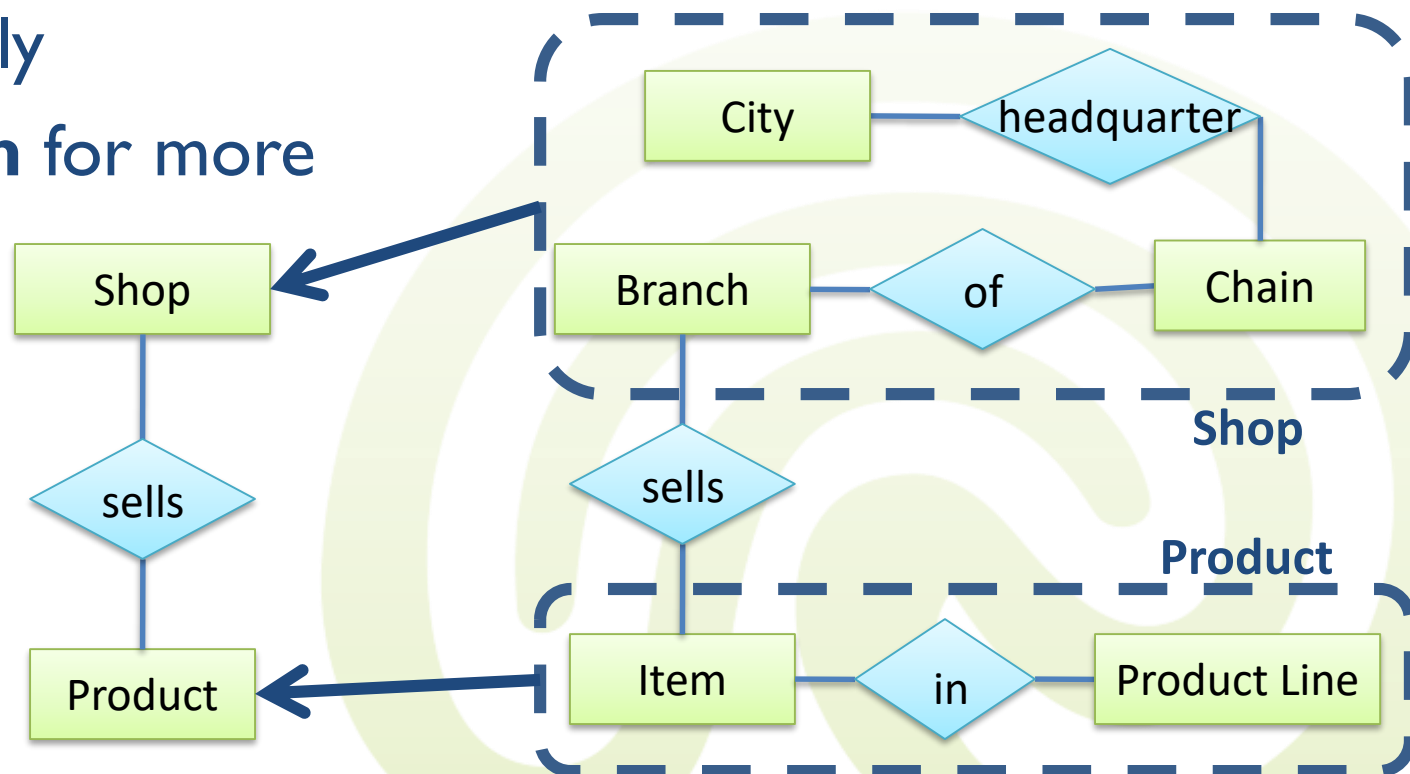 ly
n for more
City
headquarter
Shop
Branch
of
Chain
Shop
sells
sells
Product
Product
Item
in
Product Line